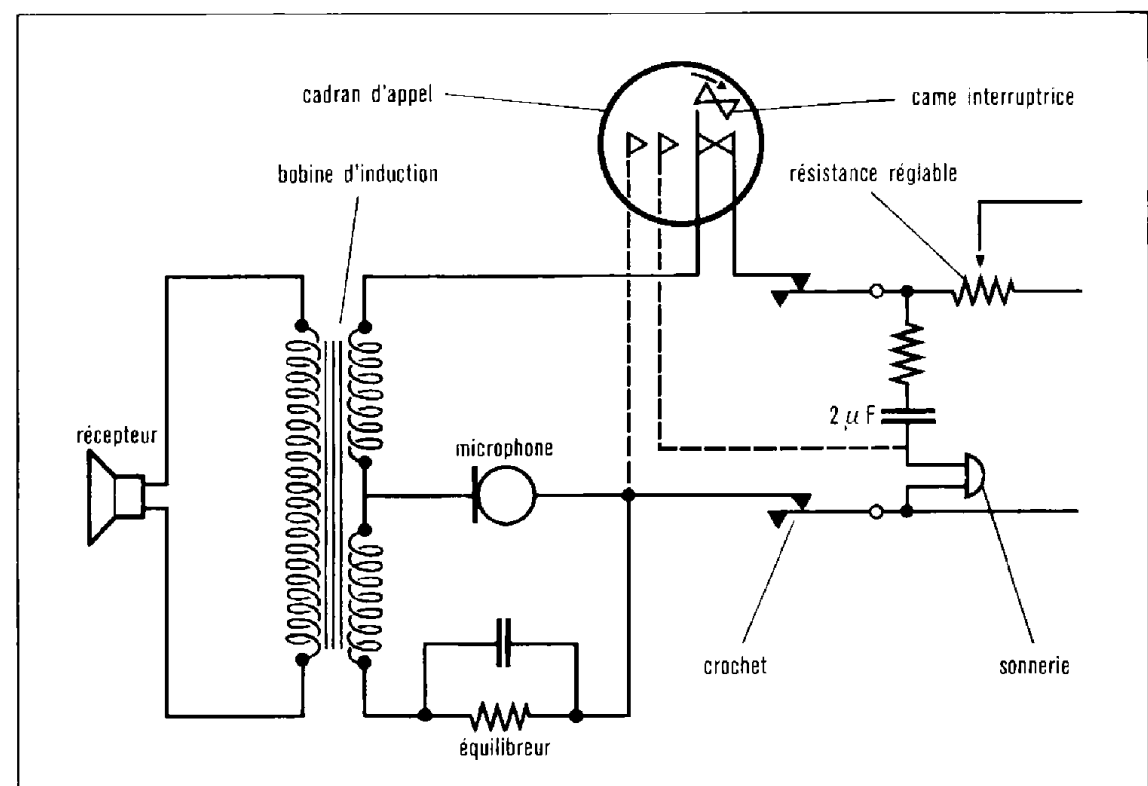 cadran d'appel
came interruptrice
bobine d'induction
résistance réglable
récepteur
microphone
2 μF
crochet
sonnerie
équilibreur